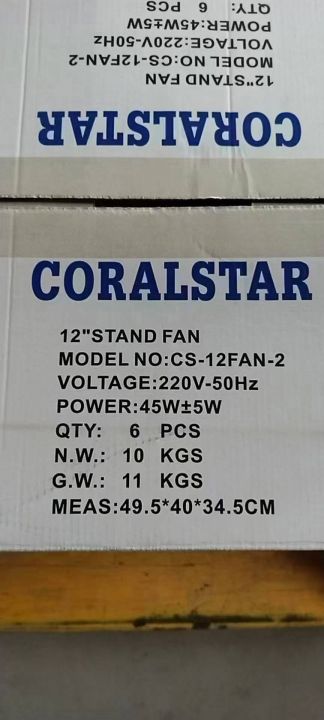 QTY: 6 PCS
POWER:45W±5W
VOLTAGE:220V-50Hz
MODEL NO:CS-12FAN-2
12"STAND FAN
CORALSTAR
CORALSTAR
12"STAND FAN
MODEL NO:CS-12FAN-2
VOLTAGE:220V-50Hz
POWER:45W±5W
QTY: 6 PCS
N.W.: 10 KGS
G.W.: 11 KGS
MEAS:49.5*40*34.5CM